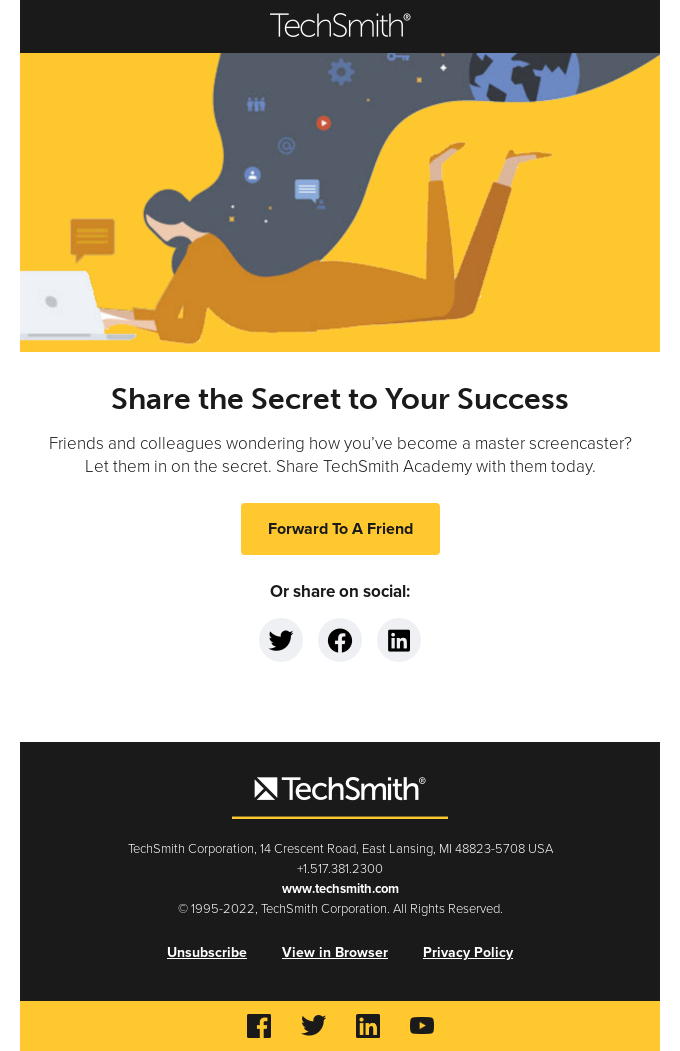 TechSmith®
Share the Secret to Your Success
Friends and colleagues wondering how you’ve become a master screencaster?
Let them in on the secret. Share TechSmith Academy with them today.
Forward To A Friend
Or share on social:
TechSmith®
TechSmith Corporation, 14 Crescent Road, East Lansing, MI 48823-5708 USA
+1.517.381.2300
www.techsmith.com
© 1995-2022, TechSmith Corporation. All Rights Reserved.
Unsubscribe View in Browser Privacy Policy